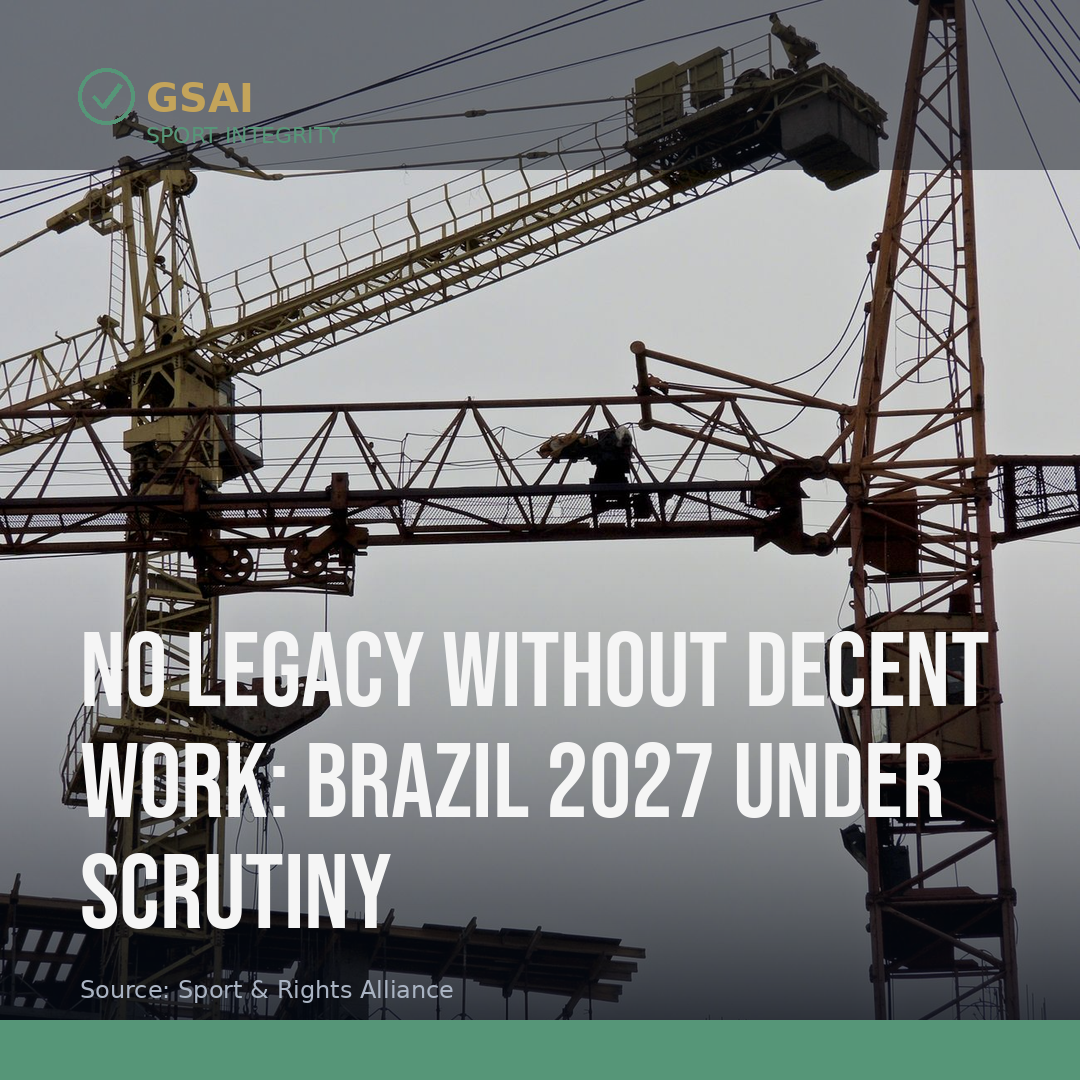 GSAI
SPORT INTEGRITY
NO LEGACY WITHOUT DECENT
WORK: BRAZIL 2027 UNDER
SCRUTINY
Source: Sport & Rights Alliance